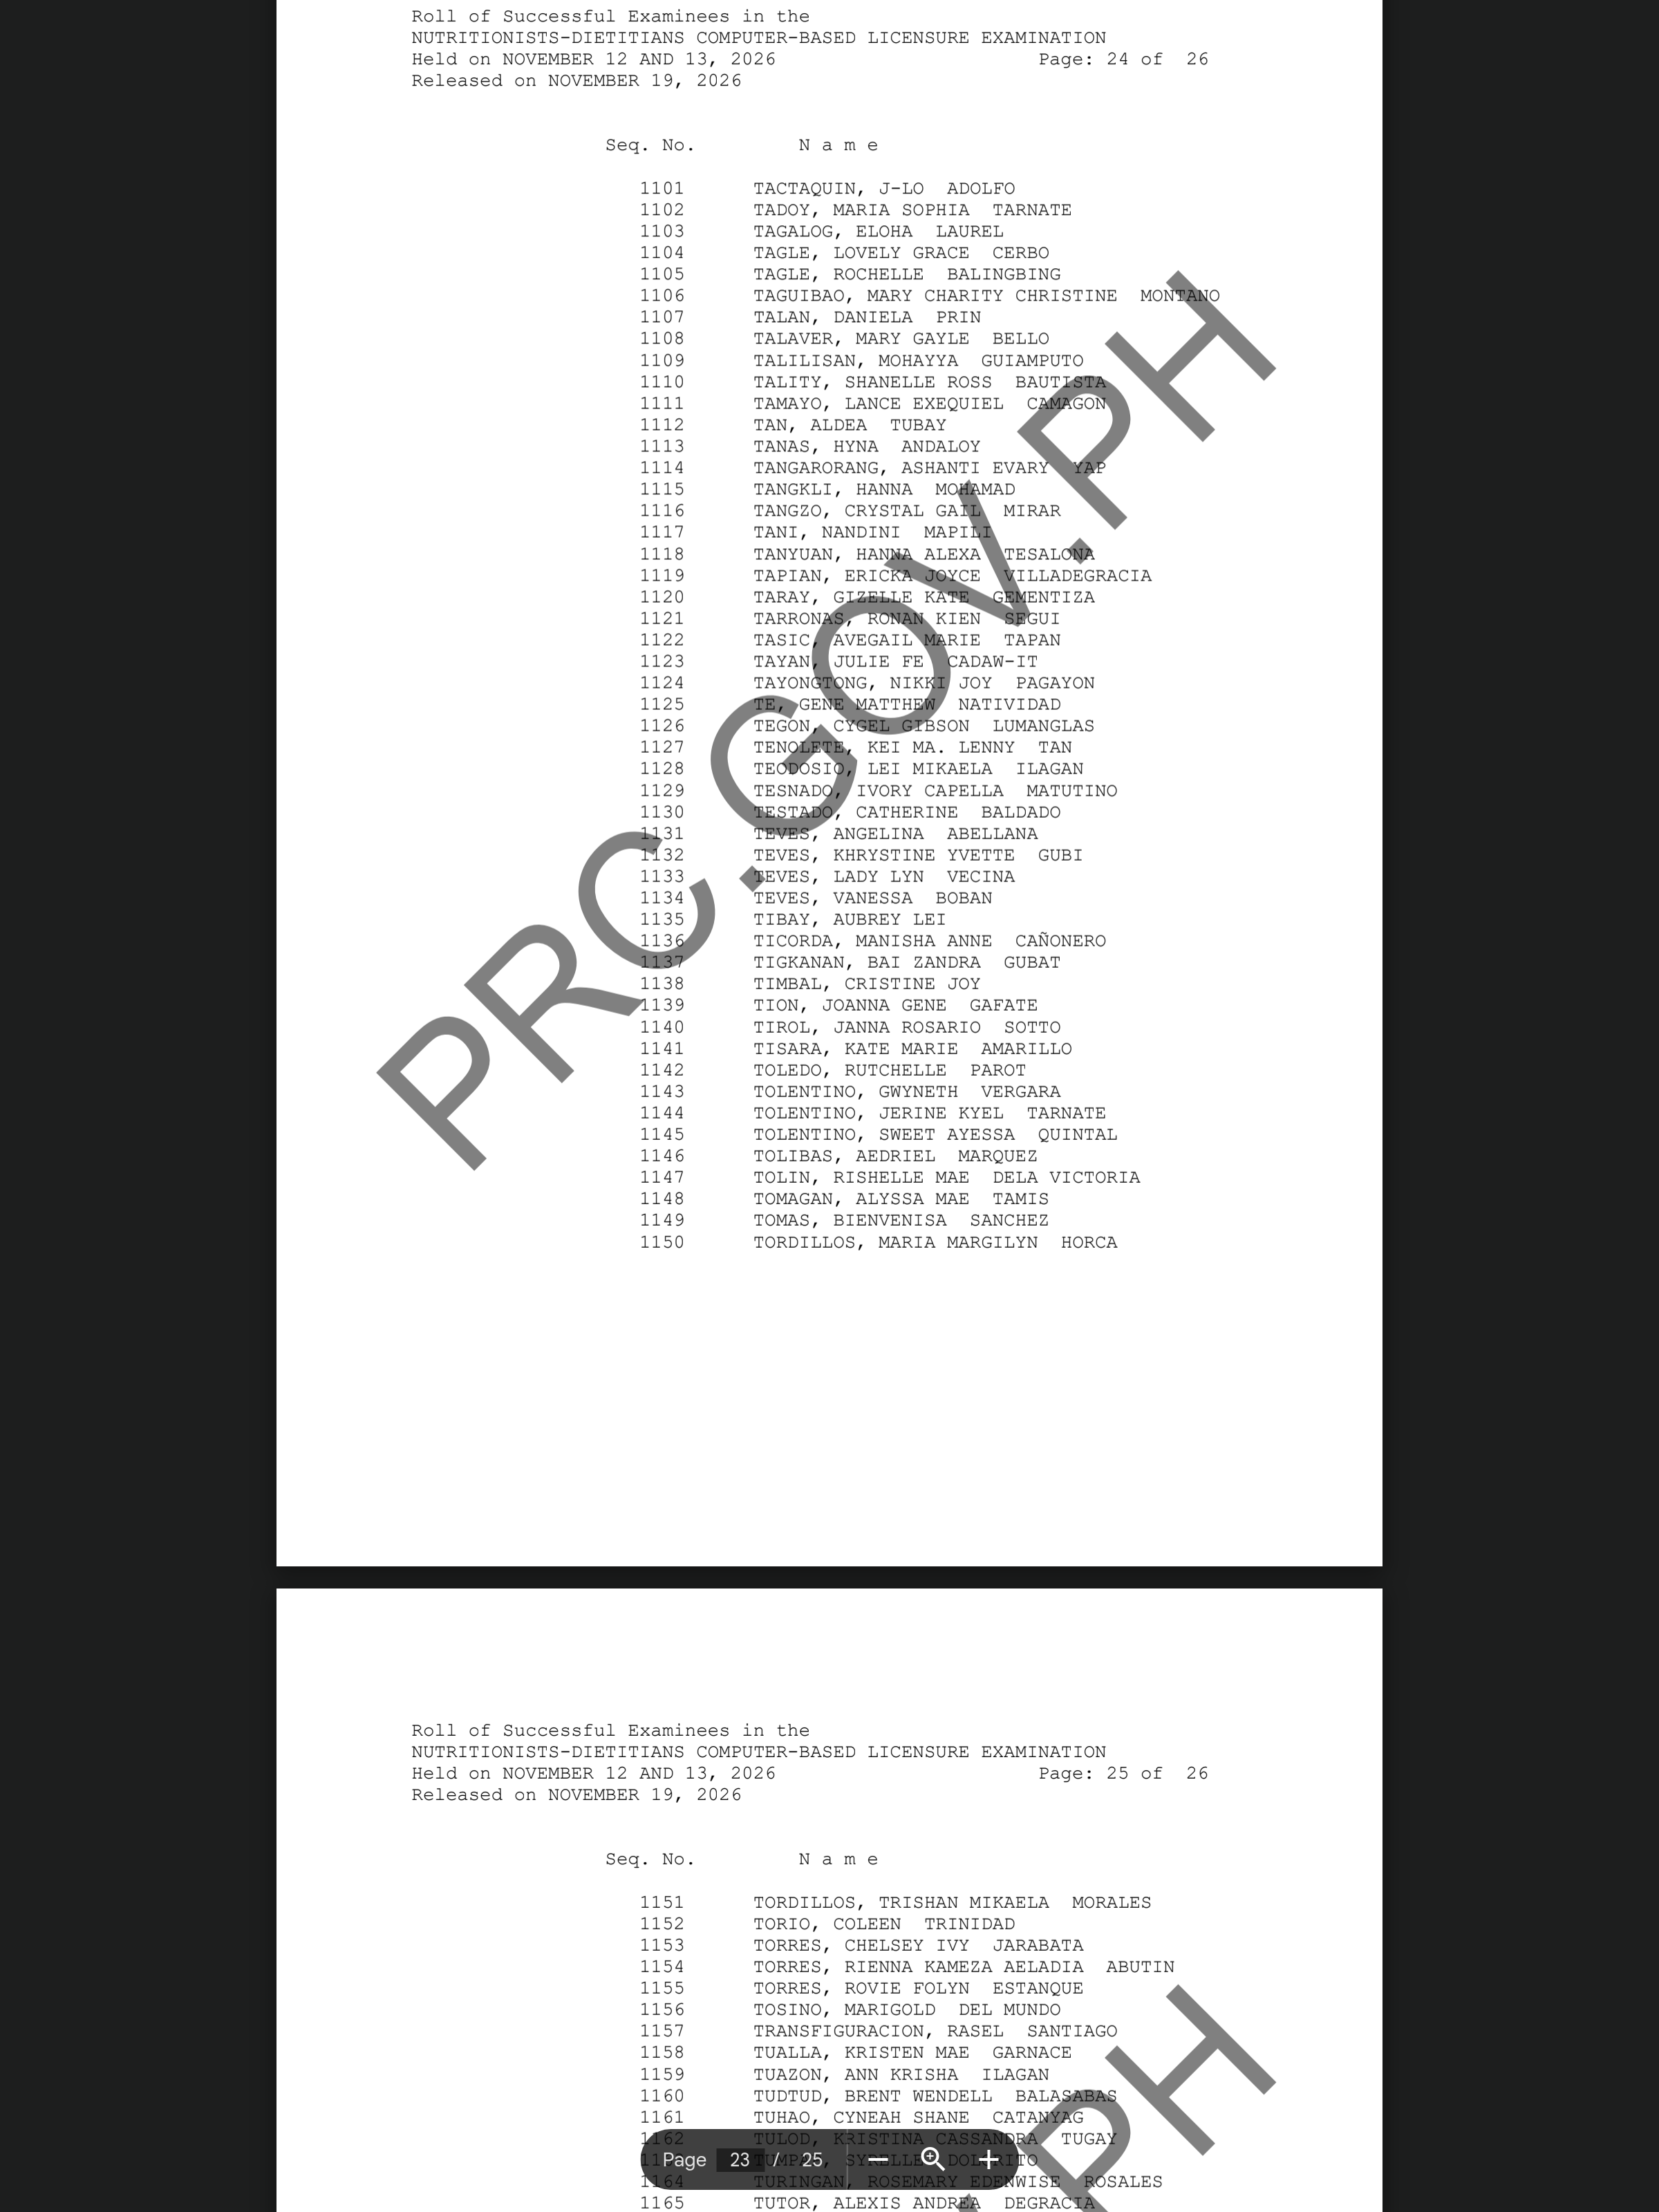 Roll of Successful Examinees in the
NUTRITIONISTS-DIETITIANS COMPUTER-BASED LICENSURE EXAMINATION
Held on NOVEMBER 12 AND 13, 2026 Page: 24 of 26
Released on NOVEMBER 19, 2026
Seq. No. N a m e
1101 TACTAQUIN, J-LO ADOLFO
1102 TADOY, MARIA SOPHIA TARNATE
1103 TAGALOG, ELOHA LAUREL
1104 TAGLE, LOVELY GRACE CERBO
1105 TAGLE, ROCHELLE BALINGBING
1106 TAGUIBAO, MARY CHARITY CHRISTINE MONTANO
1107 TALAN, DANIELA PRIN
1108 TALAVER, MARY GAYLE BELLO
1109 TALILISAN, MOHAYYA GUIAMPUTO
1110 TALITY, SHANELLE ROSS BAUTISTA
1111 TAMAYO, LANCE EXEQUIEL CAMAGON
1112 TAN, ALDEA TUBAY
1113 TANAS, HYNA ANDALOY
1114 TANGARORANG, ASHANTI EVARY YAP
1115 TANGKLI, HANNA MOHAMAD
1116 TANGZO, CRYSTAL GAIL MIRAR
1117 TANI, NANDINI MAPILI
1118 TANYUAN, HANNA ALEXA TESALONA
1119 TAPIAN, ERICKA JOYCE VILLADEGRACIA
1120 TARAY, GIZELLE KATE GEMENTIZA
1121 TARRONAS, RONAN KIEN SEGUI
1122 TASIC, AVEGAIL MARIE TAPAN
1123 TAYAN, JULIE FE CADAW-IT
1124 TAYONGTONG, NIKKI JOY PAGAYON
1125 TE, GENE MATTHEW NATIVIDAD
1126 TEGON, CYGEL GIBSON LUMANGLAS
1127 TENOLETE, KEI MA. LENNY TAN
1128 TEODOSIO, LEI MIKAELA ILAGAN
1129 TESNADO, IVORY CAPELLA MATUTINO
1130 TESTADO, CATHERINE BALDADO
1131 TEVES, ANGELINA ABELLANA
1132 TEVES, KHRYSTINE YVETTE GUBI
1133 TEVES, LADY LYN VECINA
1134 TEVES, VANESSA BOBAN
1135 TIBAY, AUBREY LEI
1136 TICORDA, MANISHA ANNE CAÑONERO
1137 TIGKANAN, BAI ZANDRA GUBAT
1138 TIMBAL, CRISTINE JOY
1139 TION, JOANNA GENE GAFATE
1140 TIROL, JANNA ROSARIO SOTTO
1141 TISARA, KATE MARIE AMARILLO
1142 TOLEDO, RUTCHELLE PAROT
1143 TOLENTINO, GWYNETH VERGARA
1144 TOLENTINO, JERINE KYEL TARNATE
1145 TOLENTINO, SWEET AYESSA QUINTAL
1146 TOLIBAS, AEDRIEL MARQUEZ
1147 TOLIN, RISHELLE MAE DELA VICTORIA
1148 TOMAGAN, ALYSSA MAE TAMIS
1149 TOMAS, BIENVENISA SANCHEZ
1150 TORDILLOS, MARIA MARGILYN HORCA
PRC.GOV.PH
Roll of Successful Examinees in the
NUTRITIONISTS-DIETITIANS COMPUTER-BASED LICENSURE EXAMINATION
Held on NOVEMBER 12 AND 13, 2026 Page: 25 of 26
Released on NOVEMBER 19, 2026
Seq. No. N a m e
1151 TORDILLOS, TRISHAN MIKAELA MORALES
1152 TORIO, COLEEN TRINIDAD
1153 TORRES, CHELSEY IVY JARABATA
1154 TORRES, RIENNA KAMEZA AELADIA ABUTIN
1155 TORRES, ROVIE FOLYN ESTANQUE
1156 TOSINO, MARIGOLD DEL MUNDO
1157 TRANSFIGURACION, RASEL SANTIAGO
1158 TUALLA, KRISTEN MAE GARNACE
1159 TUAZON, ANN KRISHA ILAGAN
1160 TUDTUD, BRENT WENDELL BALASABAS
1161 TUHAO, CYNEAH SHANE CATANYAG
1162 TULOD, KRISTINA CASSANDRA TUGAY
1164 TURINGAN, ROSEMARY EDENWISE ROSALES
1165 TUTOR, ALEXIS ANDREA DEGRACIA
PH
Page 23 / 25